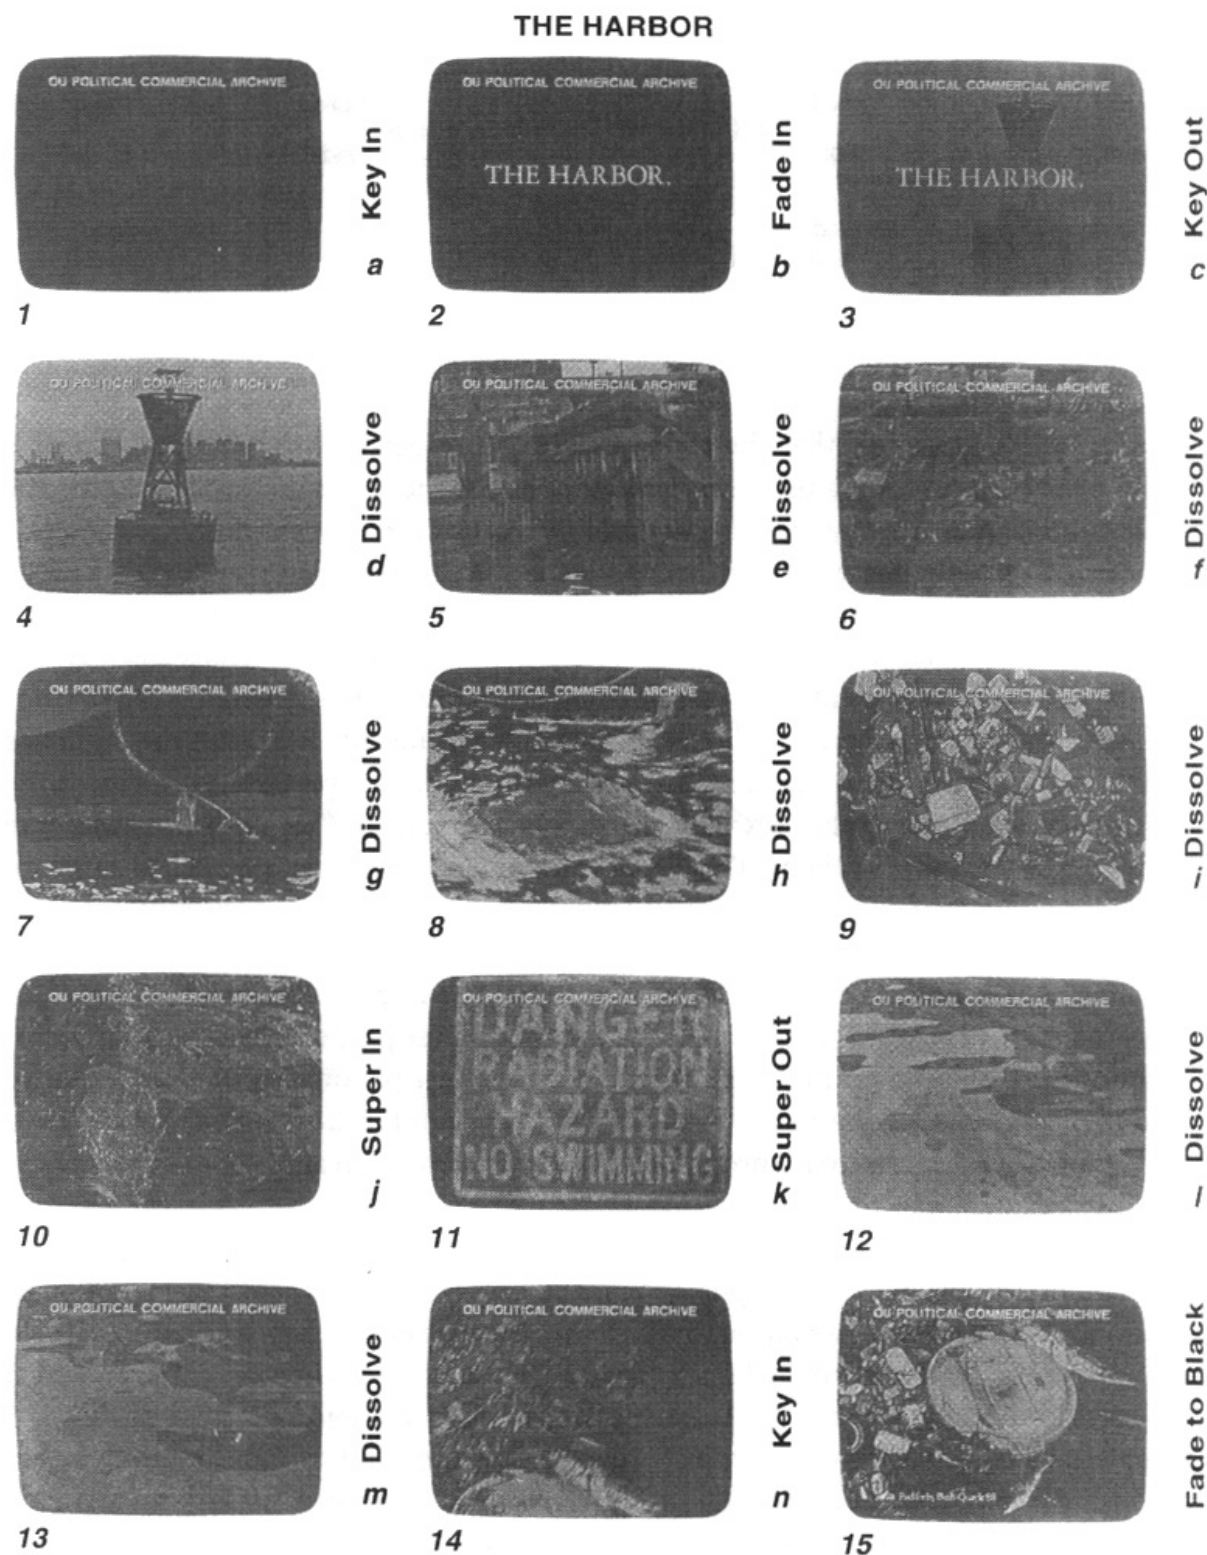 THE HARBOR
OU POLITICAL COMMERCIAL ARCHIVE
1
a Key In
OU POLITICAL COMMERCIAL ARCHIVE
THE HARBOR.
2
b Fade In
OU POLITICAL COMMERCIAL ARCHIVE
THE HARBOR.
3
c Key Out
OU POLITICAL COMMERCIAL ARCHIVE
4
d Dissolve
OU POLITICAL COMMERCIAL ARCHIVE
5
e Dissolve
OU POLITICAL COMMERCIAL ARCHIVE
6
f Dissolve
OU POLITICAL COMMERCIAL ARCHIVE
7
g Dissolve
OU POLITICAL COMMERCIAL ARCHIVE
8
h Dissolve
OU POLITICAL COMMERCIAL ARCHIVE
9
i Dissolve
OU POLITICAL COMMERCIAL ARCHIVE
10
j Super In
OU POLITICAL COMMERCIAL ARCHIVE
DANGER
RADIATION
HAZARD
NO SWIMMING
11
k Super Out
OU POLITICAL COMMERCIAL ARCHIVE
12
l Dissolve
OU POLITICAL COMMERCIAL ARCHIVE
13
m Dissolve
OU POLITICAL COMMERCIAL ARCHIVE
14
n Key In
OU POLITICAL COMMERCIAL ARCHIVE
15
Fade to Black